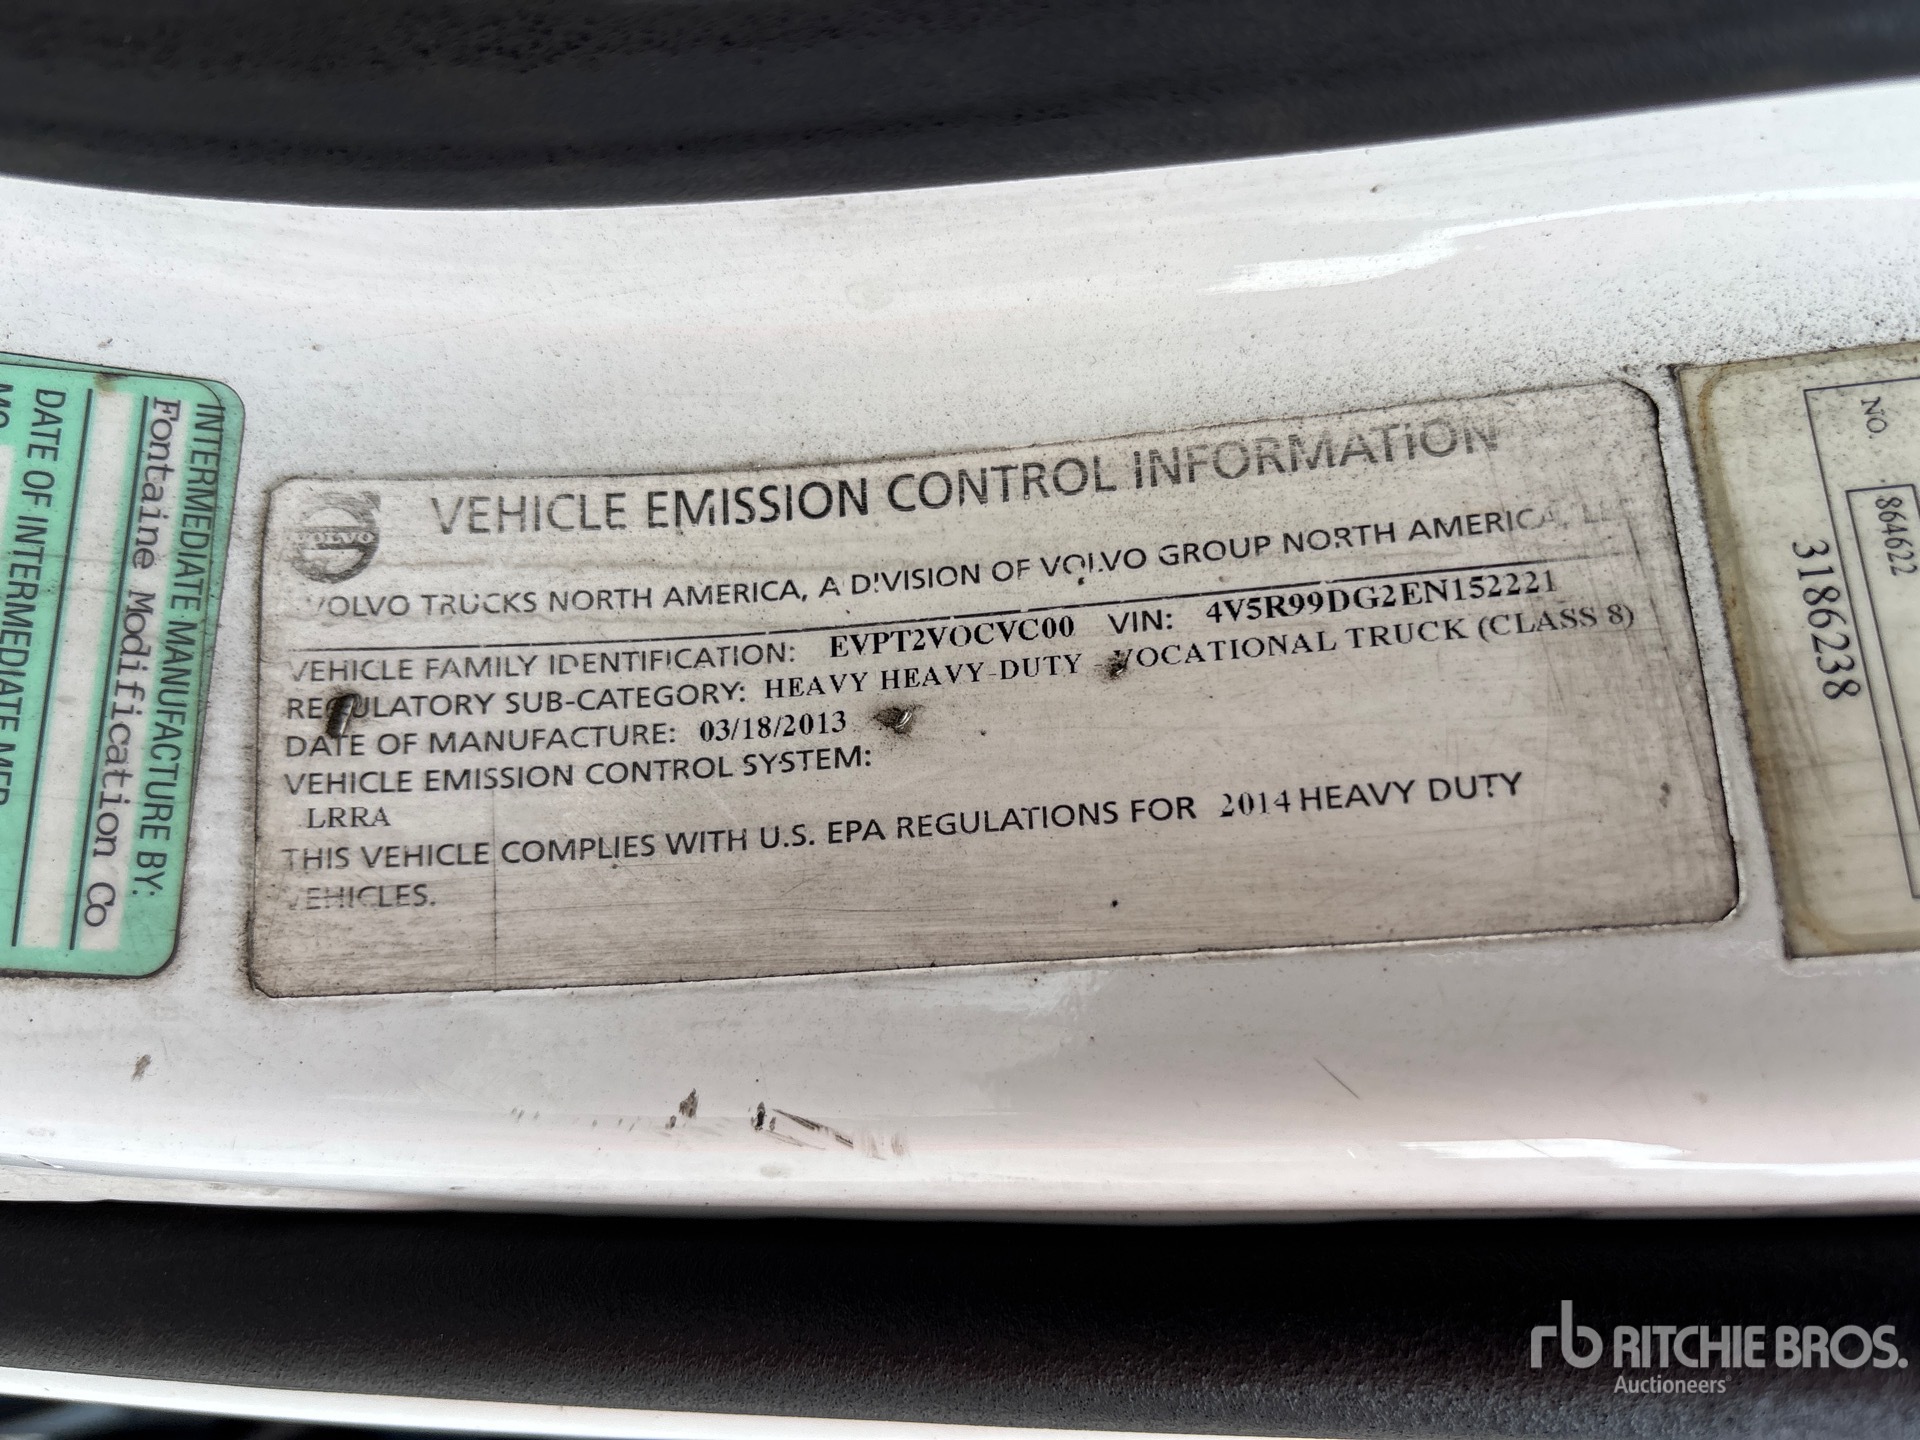 INTERMEDIATE MANUFACTURE BY:
Fontaine Modification Co
DATE OF INTERMEDIATE MFR
VOLVO
VEHICLE EMISSION CONTROL INFORMATION
VOLVO TRUCKS NORTH AMERICA, A DIVISION OF VOLVO GROUP NORTH AMERICA,
VEHICLE FAMILY IDENTIFICATION: EVPT2VOCVC00 VIN: 4V5R99DG2EN152221
REGULATORY SUB-CATEGORY: HEAVY HEAVY-DUTY - VOCATIONAL TRUCK (CLASS 8)
DATE OF MANUFACTURE: 03/18/2013
VEHICLE EMISSION CONTROL SYSTEM:
LRRA
THIS VEHICLE COMPLIES WITH U.S. EPA REGULATIONS FOR 2014 HEAVY DUTY
VEHICLES.
NO.
864622
3186238
rb RITCHIE BROS.
Auctioneers